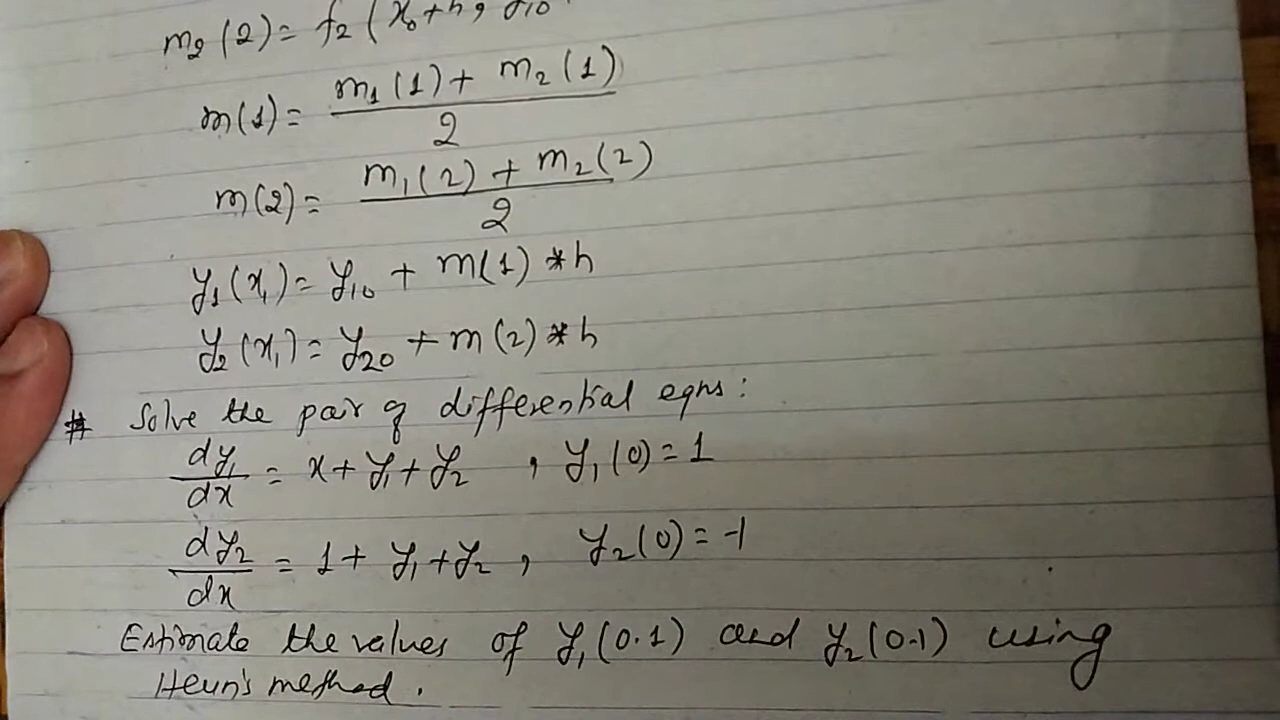 m₂(2) = f₂(x₀+h, y₁₀
m(1) = (m₁(1) + m₂(1)) / 2
m(2) = (m₁(2) + m₂(2)) / 2
y₁(x₁) = y₁₀ + m(1) * h
y₂(x₁) = y₂₀ + m(2) * h
# Solve the pair of differential eqns:
dy₁/dx = x + y₁ + y₂ , y₁(0) = 1
dy₂/dx = 1 + y₁ + y₂ , y₂(0) = -1
Estimate the values of y₁(0.1) and y₂(0.1) using
Heun's method.